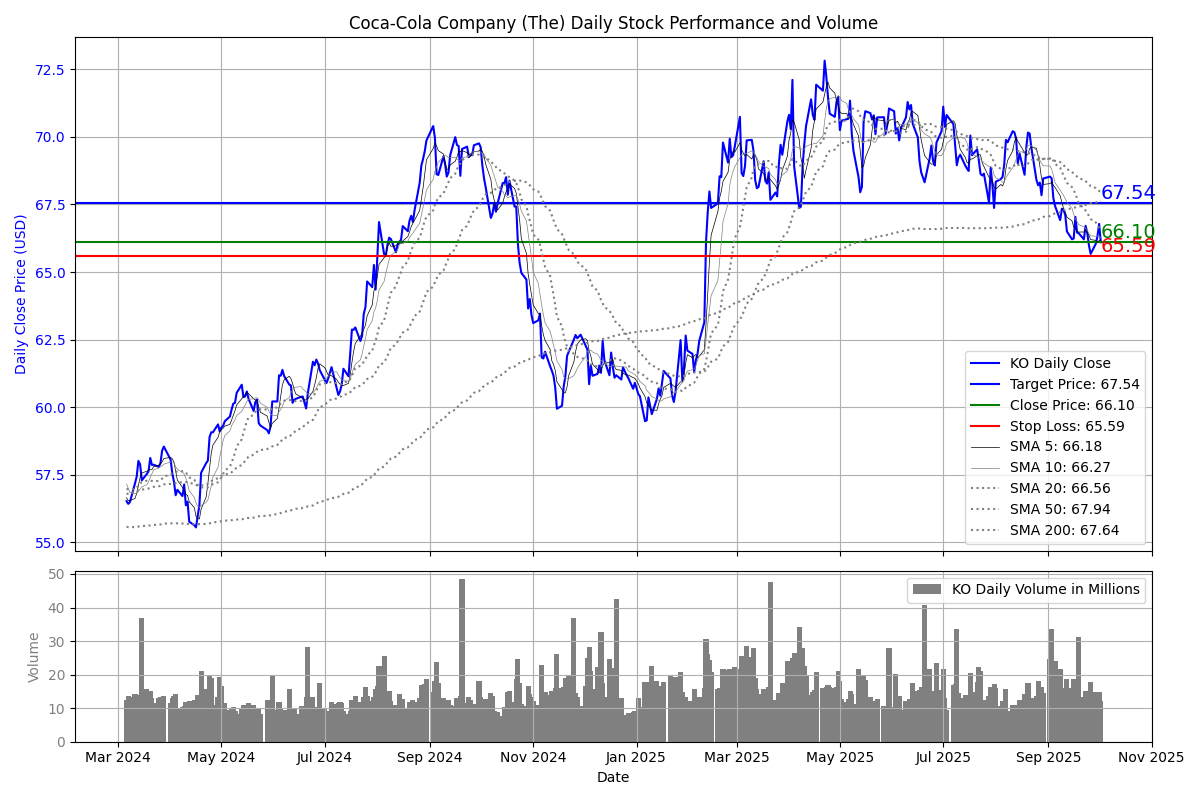 Coca-Cola Company (The) Daily Stock Performance and Volume
Daily Close Price (USD)
72.5
70.0
67.5
65.0
62.5
60.0
57.5
55.0
67.54
66.10
65.59
KO Daily Close
Target Price: 67.54
Close Price: 66.10
Stop Loss: 65.59
SMA 5: 66.18
SMA 10: 66.27
SMA 20: 66.56
SMA 50: 67.94
SMA 200: 67.64
Volume
50
40
30
20
10
0
KO Daily Volume in Millions
Mar 2024 May 2024 Jul 2024 Sep 2024 Nov 2024 Jan 2025 Mar 2025 May 2025 Jul 2025 Sep 2025 Nov 2025
Date